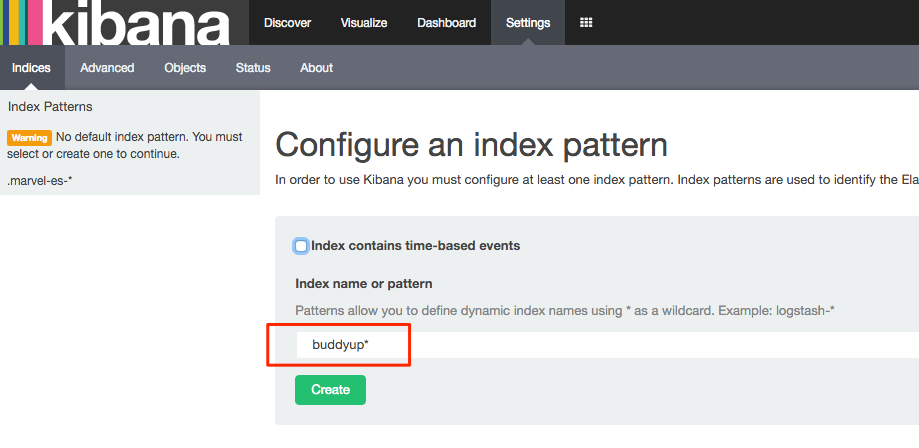 kibana
Discover
Visualize
Dashboard
Settings
Indices
Advanced
Objects
Status
About
Index Patterns
Warning No default index pattern. You must
select or create one to continue.
.marvel-es-*
Configure an index pattern
In order to use Kibana you must configure at least one index pattern. Index patterns are used to identify the Ela
Index contains time-based events
Index name or pattern
Patterns allow you to define dynamic index names using * as a wildcard. Example: logstash-*
buddyup*
Create